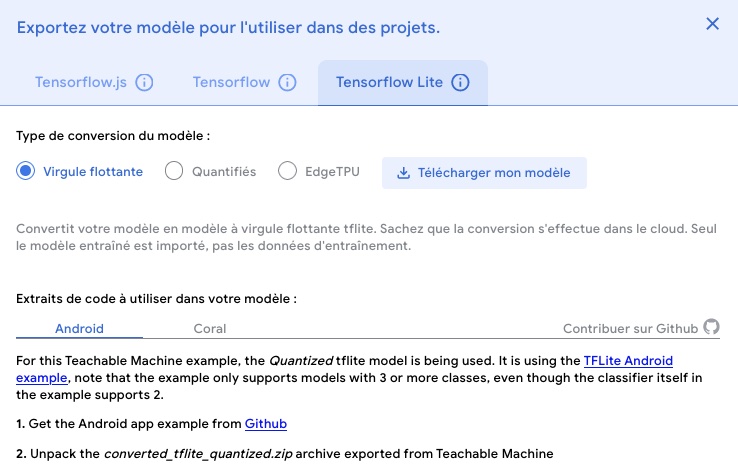 Exportez votre modèle pour l'utiliser dans des projets.
Tensorflow.js Tensorflow Tensorflow Lite
Type de conversion du modèle :
Virgule flottante Quantifiés EdgeTPU Télécharger mon modèle
Convertit votre modèle en modèle à virgule flottante tflite. Sachez que la conversion s'effectue dans le cloud. Seul
le modèle entraîné est importé, pas les données d'entraînement.
Extraits de code à utiliser dans votre modèle :
Android Coral Contribuer sur Github
For this Teachable Machine example, the Quantized tflite model is being used. It is using the TFLite Android
example, note that the example only supports models with 3 or more classes, even though the classifier itself in
the example supports 2.
1. Get the Android app example from Github
2. Unpack the converted_tflite_quantized.zip archive exported from Teachable Machine